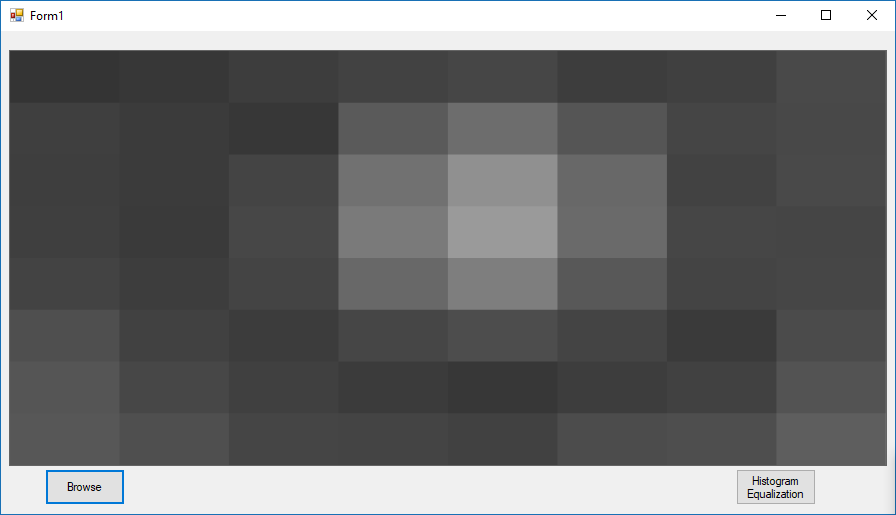 Form1
Browse
Histogram
Equalization